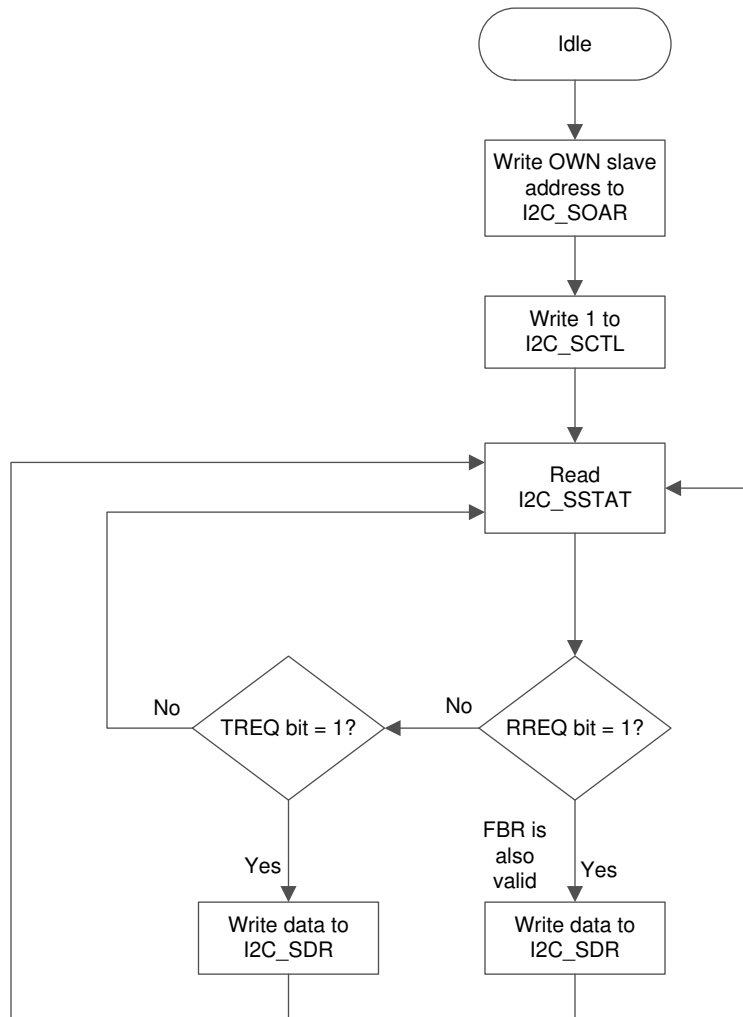 Idle
Write OWN slave
address to
I2C_SOAR
Write 1 to
I2C_SCTL
Read
I2C_SSTAT
No
TREQ bit = 1?
No
RREQ bit = 1?
Yes
FBR is
also
valid
Yes
Write data to
I2C_SDR
Write data to
I2C_SDR